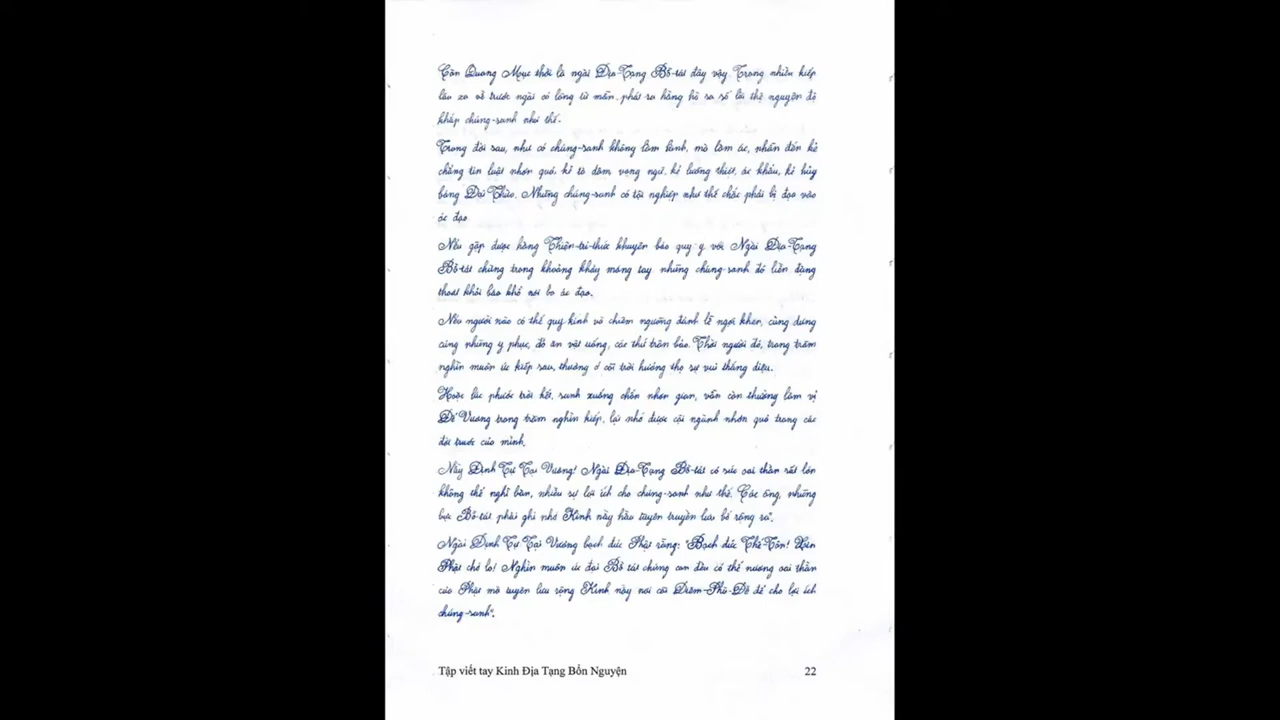 Còn Quang Mục thời là ngài Địa-Tạng Bồ-tát đây vậy Trong nhiều kiếp
lâu xa về trước ngài có lòng từ mẫn, phát ra hằng hà sa số lời thệ nguyện độ
khắp chúng-sanh như thế.
Trong đời sau, như có chúng-sanh không làm lành, mà làm ác, nhẫn đến kẻ
chẳng tin luật nhơn quả, kẻ tà dâm, vọng ngữ, kẻ lưỡng thiệt, ác khẩu, kẻ hủy
báng Đại Thừa. Những chúng-sanh có tội nghiệp như thế chắc phải bị đọa vào
ác đạo
Nếu gặp được hàng Thiện-tri-thức khuyên bảo quy y với Ngài Địa-Tạng
Bồ-tát chừng trong khoảng khảy móng tay những chúng-sanh đó liền đặng
thoát khỏi báo khổ nơi ba ác đạo.
Nếu người nào có thể quy kính và chiêm ngưỡng đảnh lễ ngợi khen, cùng dưng
cúng những y phục, đồ ăn vật uống, các thứ trân bảo. Thời người đó, trong trăm
nghìn muôn ức kiếp sau, thường ở cõi trời hưởng thọ sự vui thắng diệu.
Hoặc lúc phước trời hết, sanh xuống chốn nhơn gian, vẫn còn thường làm vị
Đế Vương trong trăm nghìn kiếp, lại nhớ được cội ngành nhơn quả trong các
đời trước của mình.
Nầy Định Tự Tại Vương! Ngài Địa-Tạng Bồ-tát có sức oai thần rất lớn
không thể nghĩ bàn, nhiều sự lợi ích cho chúng-sanh như thế. Các ông, những
bực Bồ-tát phải ghi nhớ Kinh này hầu tuyên truyền lưu bố rộng ra".
Ngài Định Tự Tại Vương bạch đức Phật rằng: "Bạch đức Thế-Tôn! Xin
Phật chớ lo! Nghìn muôn ức đại Bồ tát chúng con đều có thể nương oai thần
của Phật mà tuyên lưu rộng Kinh này nơi cõi Diêm-Phù-Đề để cho lợi ích
chúng-sanh".
Tập viết tay Kinh Địa Tạng Bổn Nguyện 22